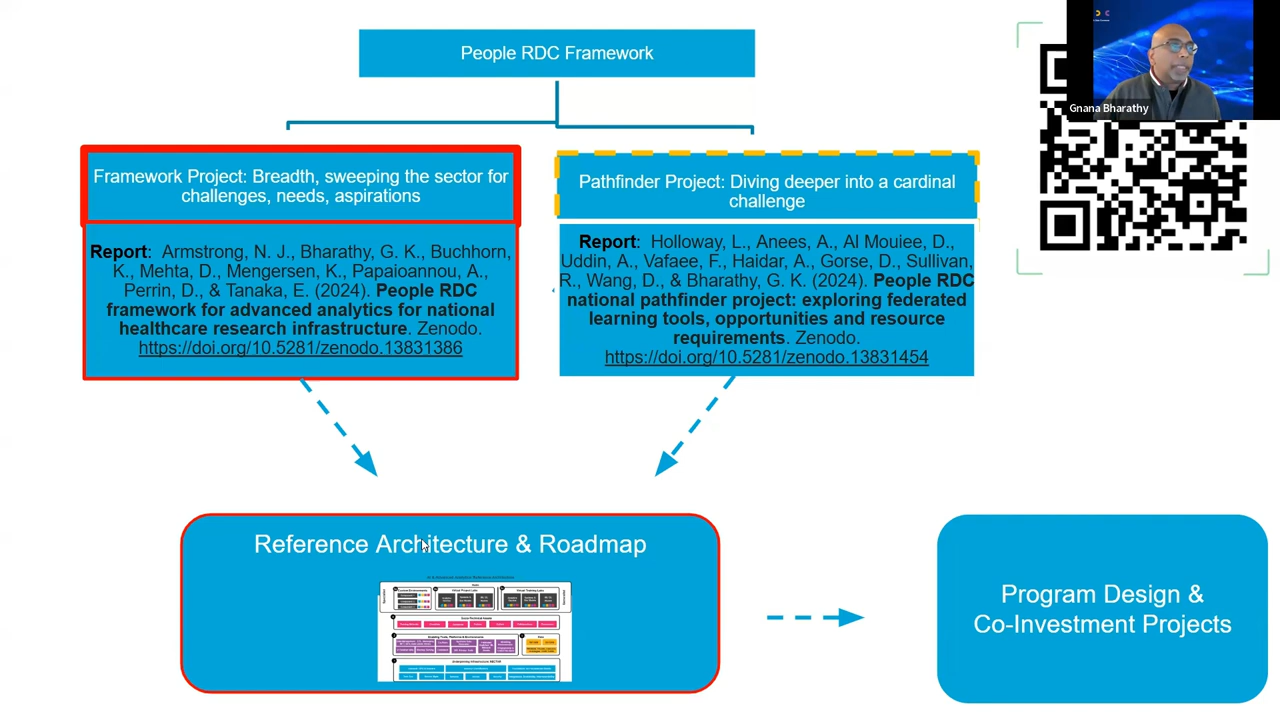 People RDC Framework
Gnana Bharathy
Framework Project: Breadth, sweeping the sector for
challenges, needs, aspirations
Report: Armstrong, N. J., Bharathy, G. K., Buchhorn,
K., Mehta, D., Mengersen, K., Papaioannou, A.,
Perrin, D., & Tanaka, E. (2024). People RDC
framework for advanced analytics for national
healthcare research infrastructure. Zenodo.
https://doi.org/10.5281/zenodo.13831386
Pathfinder Project: Diving deeper into a cardinal
challenge
Report: Holloway, L., Anees, A., Al Mouiee, D.,
Uddin, A., Vafaee, F., Haidar, A., Gorse, D., Sullivan,
R., Wang, D., & Bharathy, G. K. (2024). People RDC
national pathfinder project: exploring federated
learning tools, opportunities and resource
requirements. Zenodo.
https://doi.org/10.5281/zenodo.13831454
Reference Architecture & Roadmap
Program Design &
Co-Investment Projects